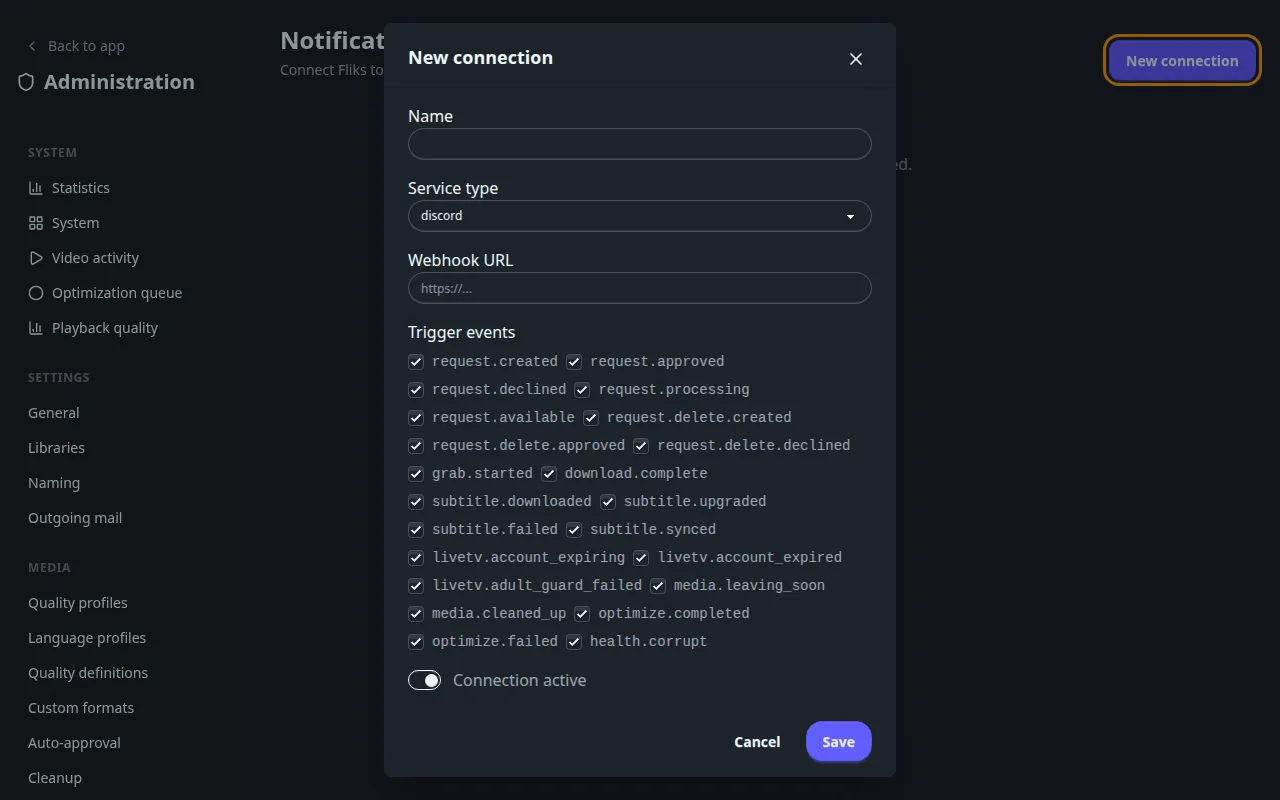 Back to app
Administration
SYSTEM
Statistics
System
Video activity
Optimization queue
Playback quality
SETTINGS
General
Libraries
Naming
Outgoing mail
MEDIA
Quality profiles
Language profiles
Quality definitions
Custom formats
Auto-approval
Cleanup
Notificat
Connect Fliks to
New connection
ed.
New connection
Name
Service type
discord
Webhook URL
https://...
Trigger events
request.created request.approved
request.declined request.processing
request.available request.delete.created
request.delete.approved request.delete.declined
grab.started download.complete
subtitle.downloaded subtitle.upgraded
subtitle.failed subtitle.synced
livetv.account_expiring livetv.account_expired
livetv.adult_guard_failed media.leaving_soon
media.cleaned_up optimize.completed
optimize.failed health.corrupt
Connection active
Cancel Save